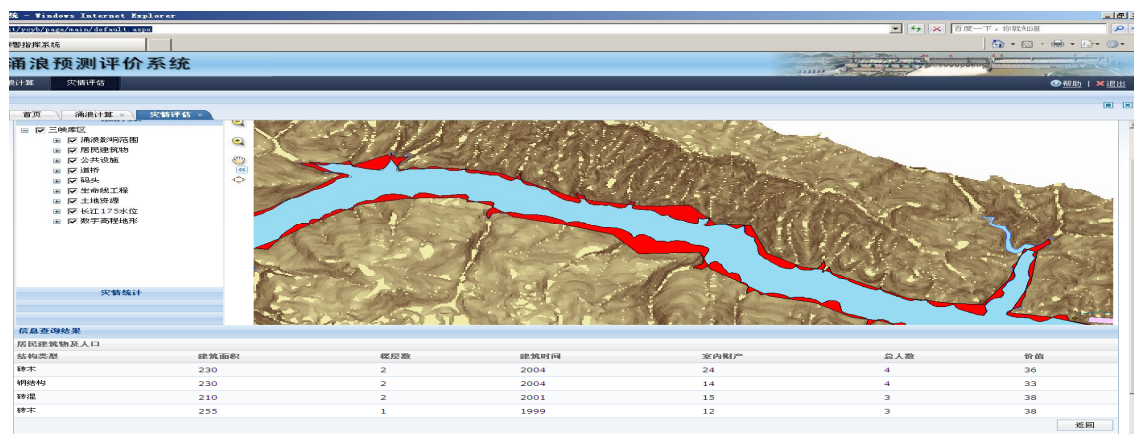 统 - Windows Internet Explorer
t/ycyb/page/main/default.aspx
百度一下，你就知道
警指挥系统
涌浪预测评价系统
浪计算 灾情评估
帮助 | 退出
首页 涌浪计算 × 灾情评估 ×
三峡库区
涌浪影响范围
居民建筑物
公共设施
道桥
码头
生命线工程
土地资源
长江175水位
数字高程地形
灾情统计
信息查询结果
居民建筑物及人口
结构类型 建筑面积 楼层数 建筑时间 室内财产 总人数 价值
砖木 230 2 2004 24 4 36
钢结构 230 2 2004 14 4 33
砖混 210 2 2001 15 3 38
砖木 255 1 1999 12 3 38
返回